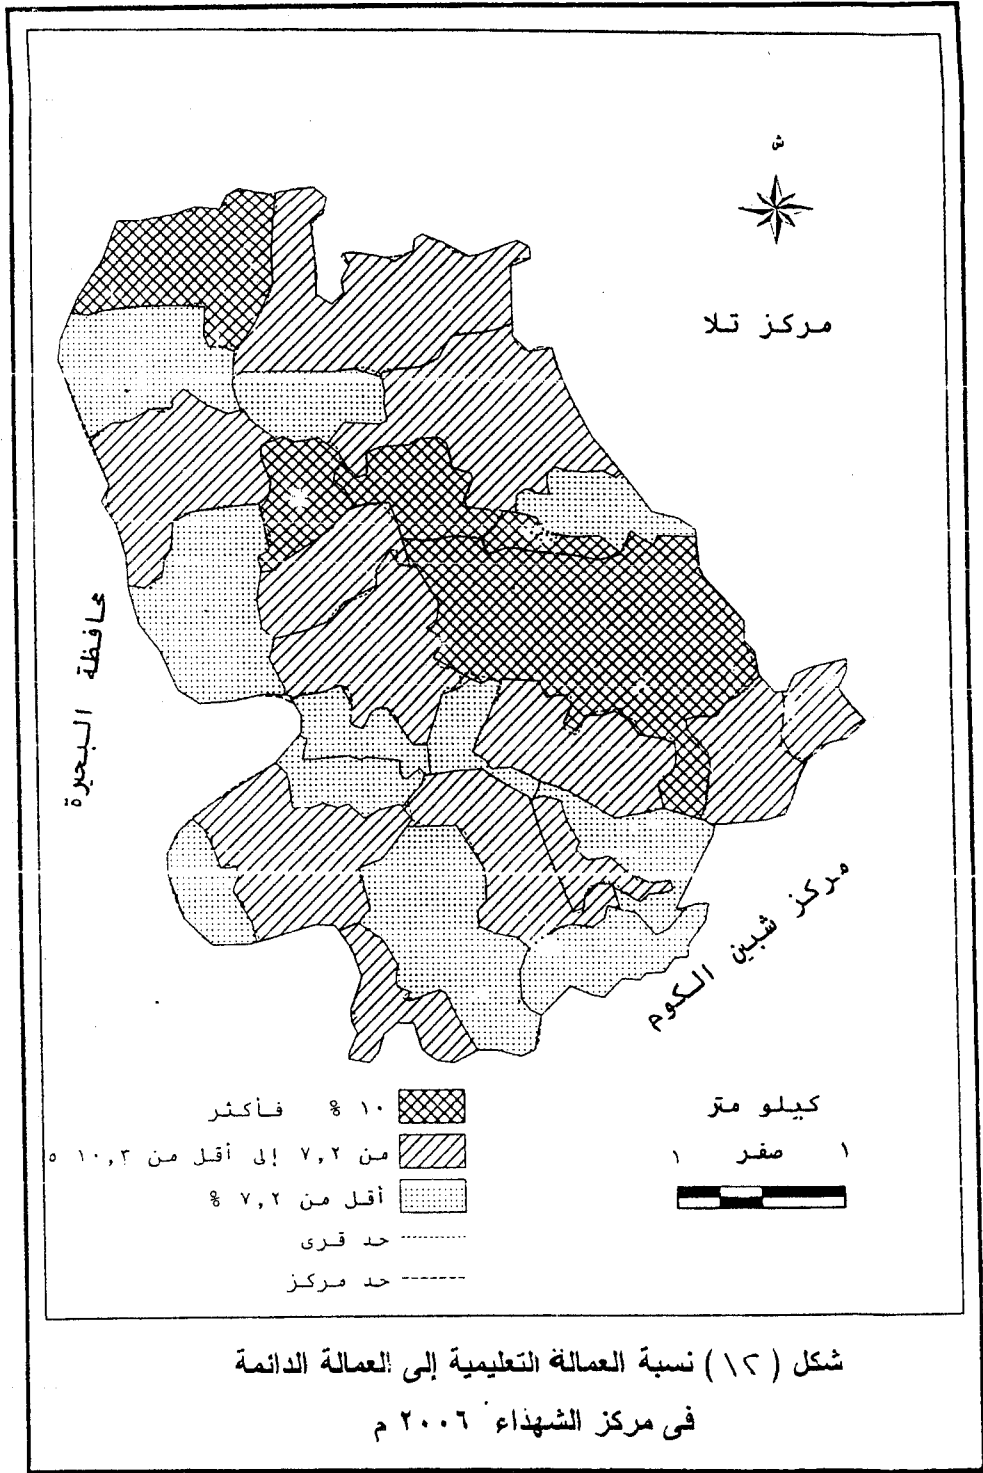 ش
مركز تلا
محافظة البحيرة
مركز شبين الكوم
١٠ % فأكثر
من ٧,٢ إلى أقل من ١٠,٣ ٥
أقل من ٧,٢ %
حد قرى
حد مركز
كيلو متر
١ صفر ١
شكل (١٢) نسبة العمالة التعليمية إلى العمالة الدائمة
فى مركز الشهداء ٢٠٠٦ م